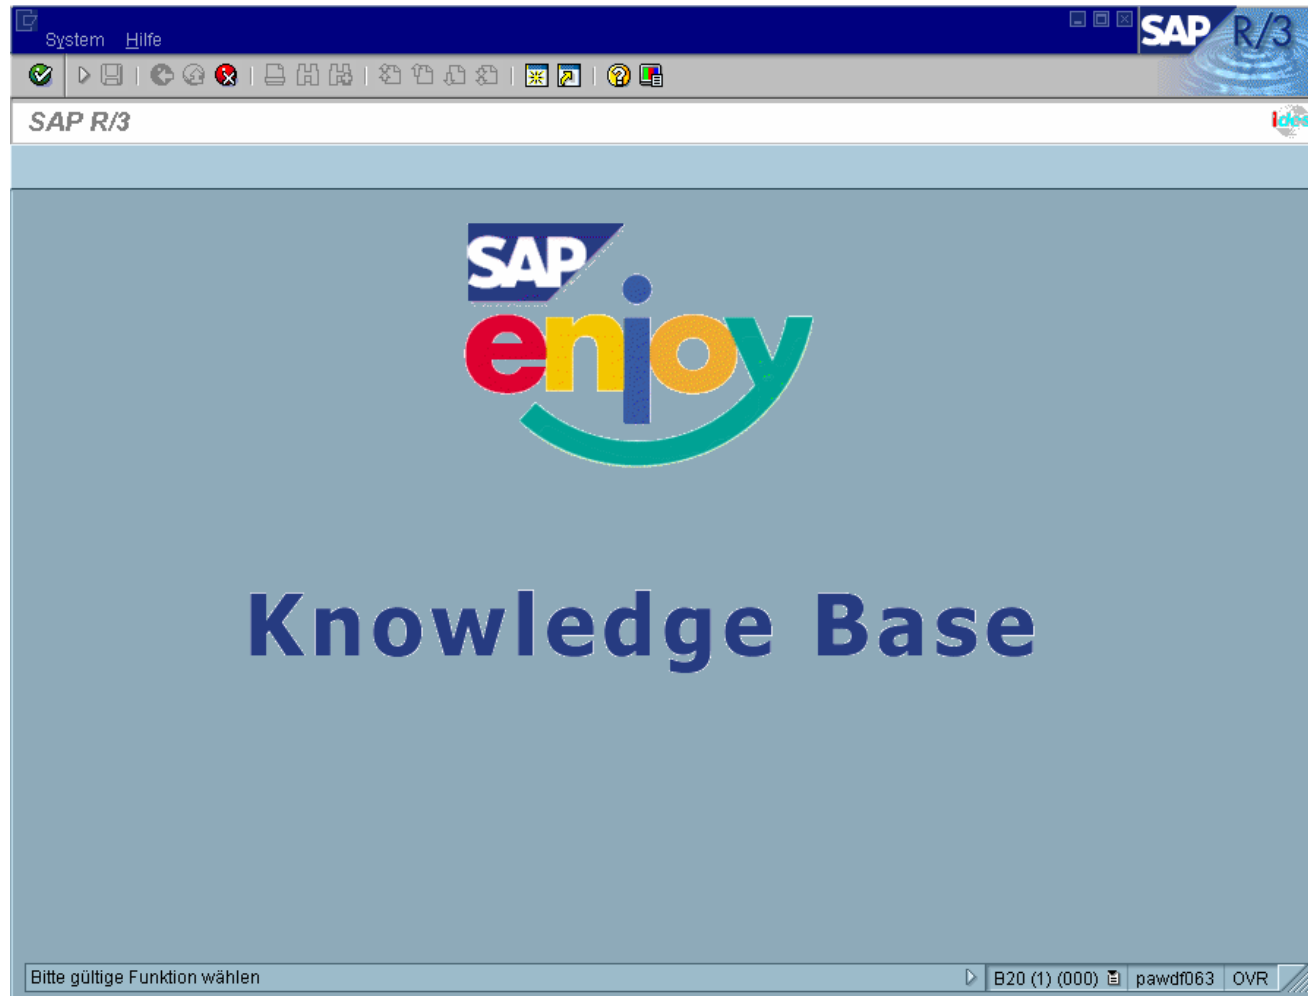 System Hilfe
SAP R/3
SAP R/3
ides
SAP
enjoy
Knowledge Base
Bitte gültige Funktion wählen
B20 (1) (000) pawdf063 OVR